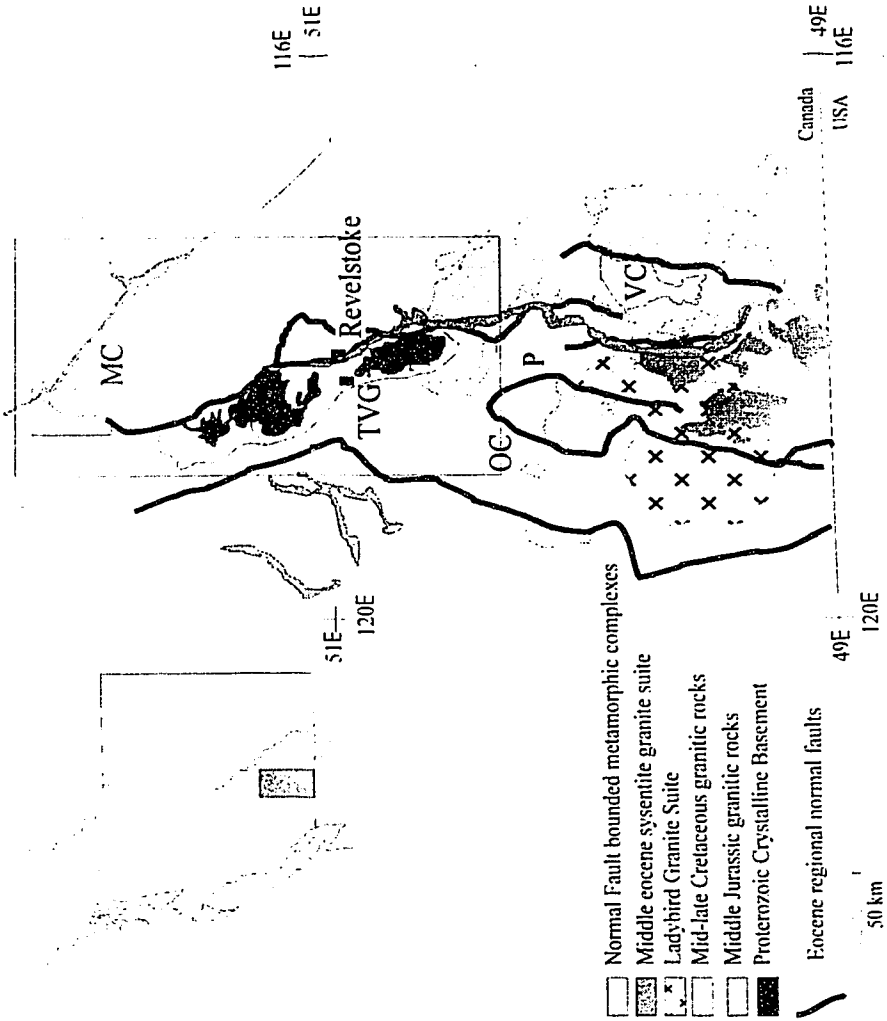 116E
51E
MC
Revelstoke
TVG
51E
120E
OC
P
VC
Canada
USA
49E
116E
49E
120E
Normal Fault bounded metamorphic complexes
Middle eocene sysentite granite suite
Ladybird Granite Suite
Mid-late Cretaceous granitic rocks
Middle Jurassic granitic rocks
Proterozoic Crystalline Basement
Eocene regional normal faults
50 km